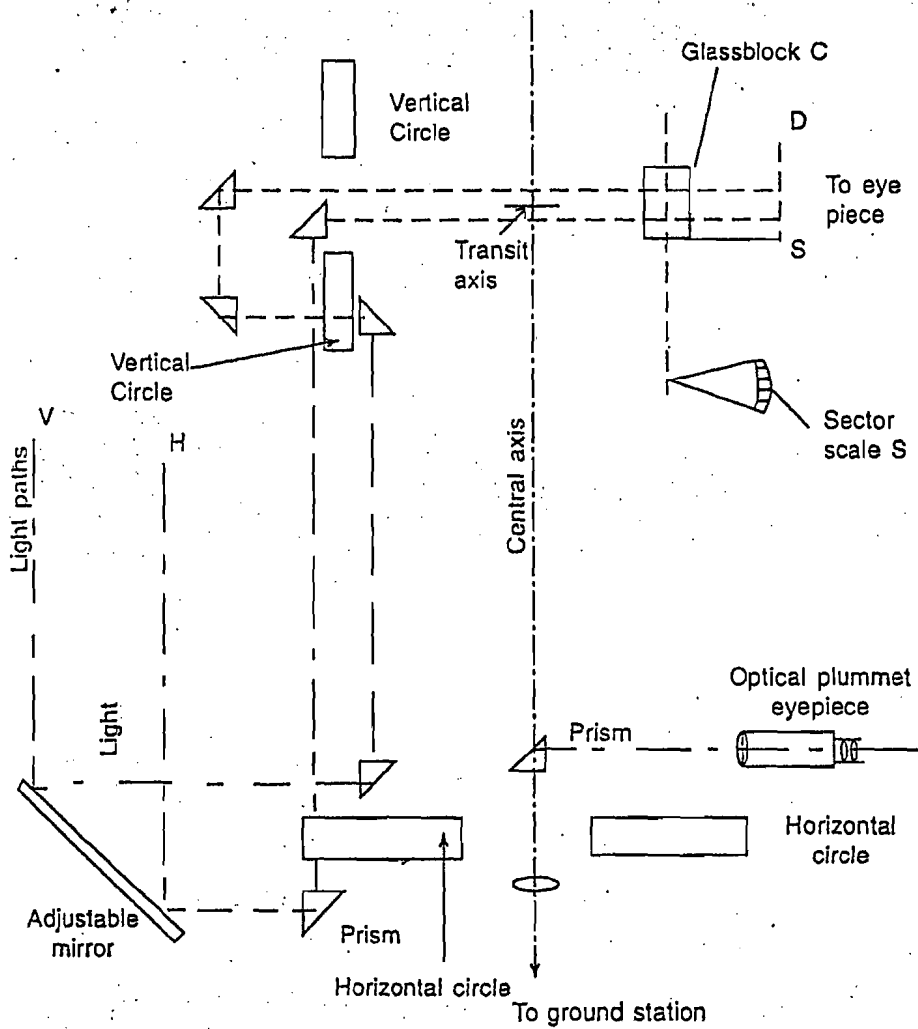 Glassblock C
Vertical
Circle
D
To eye
piece
Transit
axis
S
Vertical
Circle
Sector
scale S
V
H
Light paths
Central axis
Light
Optical plummet
eyepiece
Prism
Horizontal
circle
Adjustable
mirror
Prism
Horizontal circle
To ground station